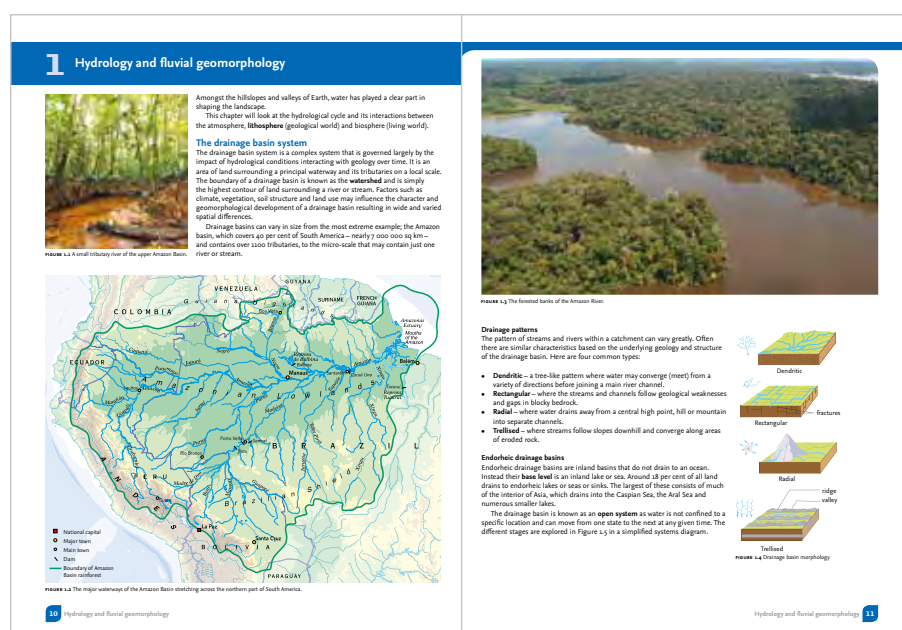 1 Hydrology and fluvial geomorphology
Amongst the hillslopes and valleys of Earth, water has played a clear part in
shaping the landscape.
This chapter will look at the hydrological cycle and its interactions between
the atmosphere, lithosphere (geological world) and biosphere (living world).
The drainage basin system
The drainage basin system is a complex system that is governed largely by the
impact of hydrological conditions interacting with geology over time. It is an
area of land surrounding a principal waterway and its tributaries on a local scale.
The boundary of a drainage basin is known as the watershed and is simply
the highest contour of land surrounding a river or stream. Factors such as
climate, vegetation, soil structure and land use may influence the character and
geomorphological development of a drainage basin resulting in wide and varied
spatial differences.
Drainage basins can vary in size from the most extreme example; the Amazon
basin, which covers 40 per cent of South America – nearly 7 000 000 sq km –
and contains over 1100 tributaries, to the micro-scale that may contain just one
river or stream.
FIGURE 1.1 A small tributary river of the upper Amazon Basin.
VENEZUELA
GUYANA
SURINAME
FRENCH
GUIANA
COLOMBIA
Amazonas
Estuary
Mouths
of the
Amazon
ECUADOR
Manaus
Belém
Amazonian Lowlands
Porto Velho
Rio Branco
BRAZIL
PERU
ANDES
Brazilian Shield
La Paz
Santa Cruz
BOLIVIA
PARAGUAY
National capital
Major town
Main town
Dam
Boundary of Amazon
Basin rainforest
FIGURE 1.2 The major waterways of the Amazon Basin stretching across the northern part of South America.
10 Hydrology and fluvial geomorphology
FIGURE 1.3 The forested banks of the Amazon River.
Drainage patterns
The pattern of streams and rivers within a catchment can vary greatly. Often
there are similar characteristics based on the underlying geology and structure
of the drainage basin. Here are four common types:
• Dendritic – a tree-like pattern where water may converge (meet) from a
variety of directions before joining a main river channel.
• Rectangular – where the streams and channels follow geological weaknesses
and gaps in blocky bedrock.
• Radial – where water drains away from a central high point, hill or mountain
into separate channels.
• Trellised – where streams follow slopes downhill and converge along areas
of eroded rock.
Endorheic drainage basins
Endorheic drainage basins are inland basins that do not drain to an ocean.
Instead their base level is an inland lake or sea. Around 18 per cent of all land
drains to endorheic lakes or seas or sinks. The largest of these consists of much
of the interior of Asia, which drains into the Caspian Sea, the Aral Sea and
numerous smaller lakes.
The drainage basin is known as an open system as water is not confined to a
specific location and can move from one state to the next at any given time. The
different stages are explored in Figure 1.5 in a simplified systems diagram.
Dendritic
fractures
Rectangular
Radial
ridge
valley
Trellised
FIGURE 1.4 Drainage basin morphology
Hydrology and fluvial geomorphology 11